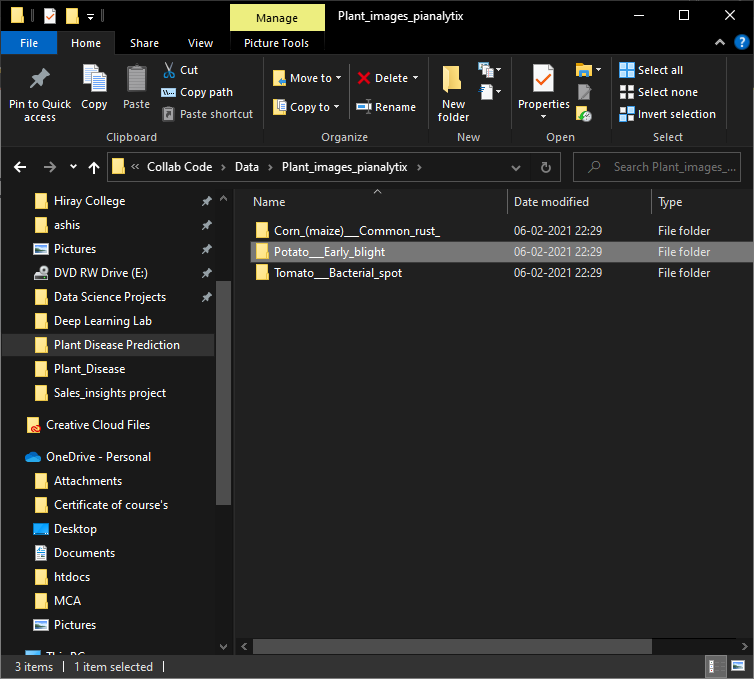 Manage
Plant_images_pianalytix
File
Home
Share
View
Picture Tools
Pin to Quick access
Copy
Paste
Cut
Copy path
Paste shortcut
Clipboard
Move to
Copy to
Delete
Rename
Organize
New folder
New
Properties
Open
Select all
Select none
Invert selection
Select
« Collab Code › Data › Plant_images_pianalytix ›
Search Plant_images_...
Hiray College
ashis
Pictures
DVD RW Drive (E:)
Data Science Projects
Deep Learning Lab
Plant Disease Prediction
Plant_Disease
Sales_insights project
Creative Cloud Files
OneDrive - Personal
Attachments
Certificate of course's
Desktop
Documents
htdocs
MCA
Pictures
Name Date modified Type
Corn_(maize)___Common_rust_ 06-02-2021 22:29 File folder
Potato___Early_blight 06-02-2021 22:29 File folder
Tomato___Bacterial_spot 06-02-2021 22:29 File folder
3 items 1 item selected